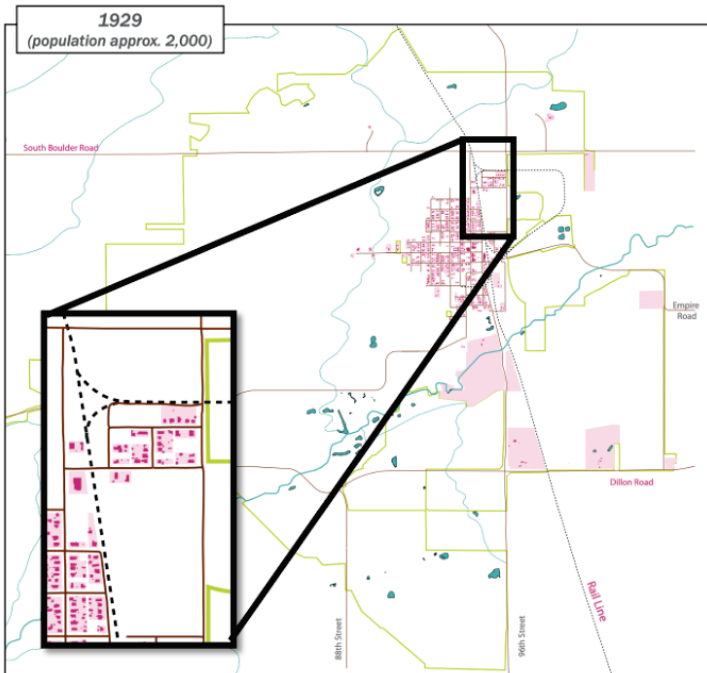 1929
(population approx. 2,000)
South Boulder Road
Empire
Road
Dillon Road
Rail Line
88th Street
96th Street